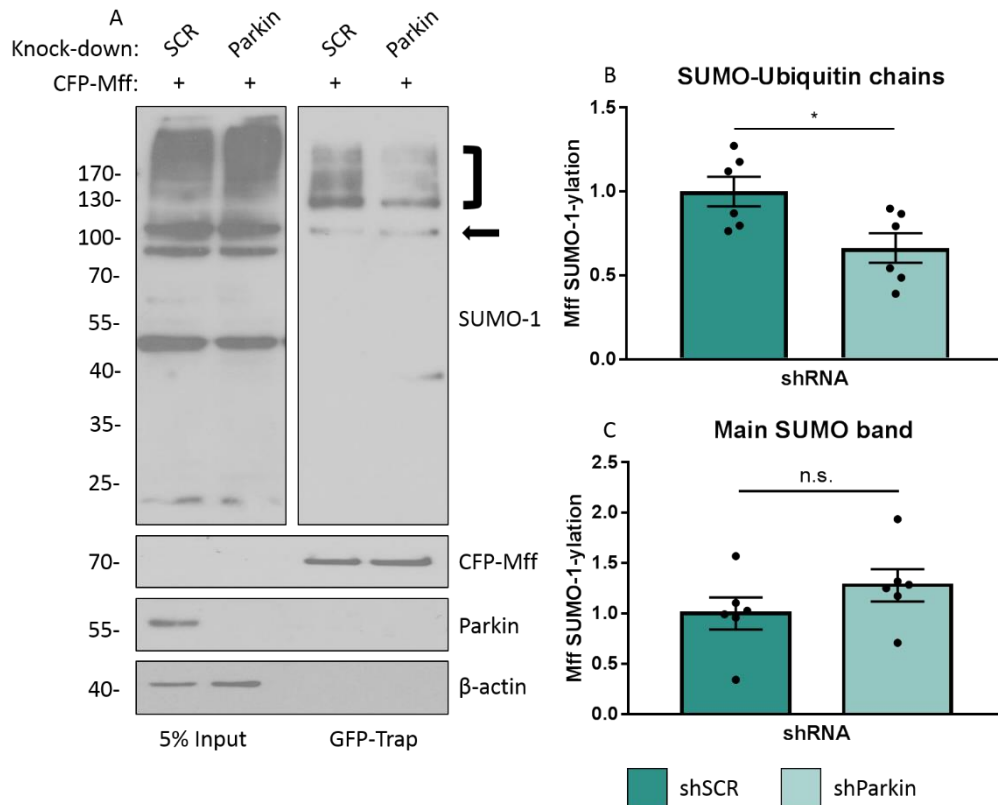 A
Knock-down: SCR Parkin SCR Parkin
CFP-Mff: + + + +
170-
130-
100-
70-
55-
40-
35-
25-
SUMO-1
70- CFP-Mff
55- Parkin
40- β-actin
5% Input GFP-Trap
B SUMO-Ubiquitin chains
Mff SUMO-1-ylation
1.5
1.0
0.5
0.0
*
shRNA
C Main SUMO band
Mff SUMO-1-ylation
2.5
2.0
1.5
1.0
0.5
0.0
n.s.
shRNA
shSCR shParkin